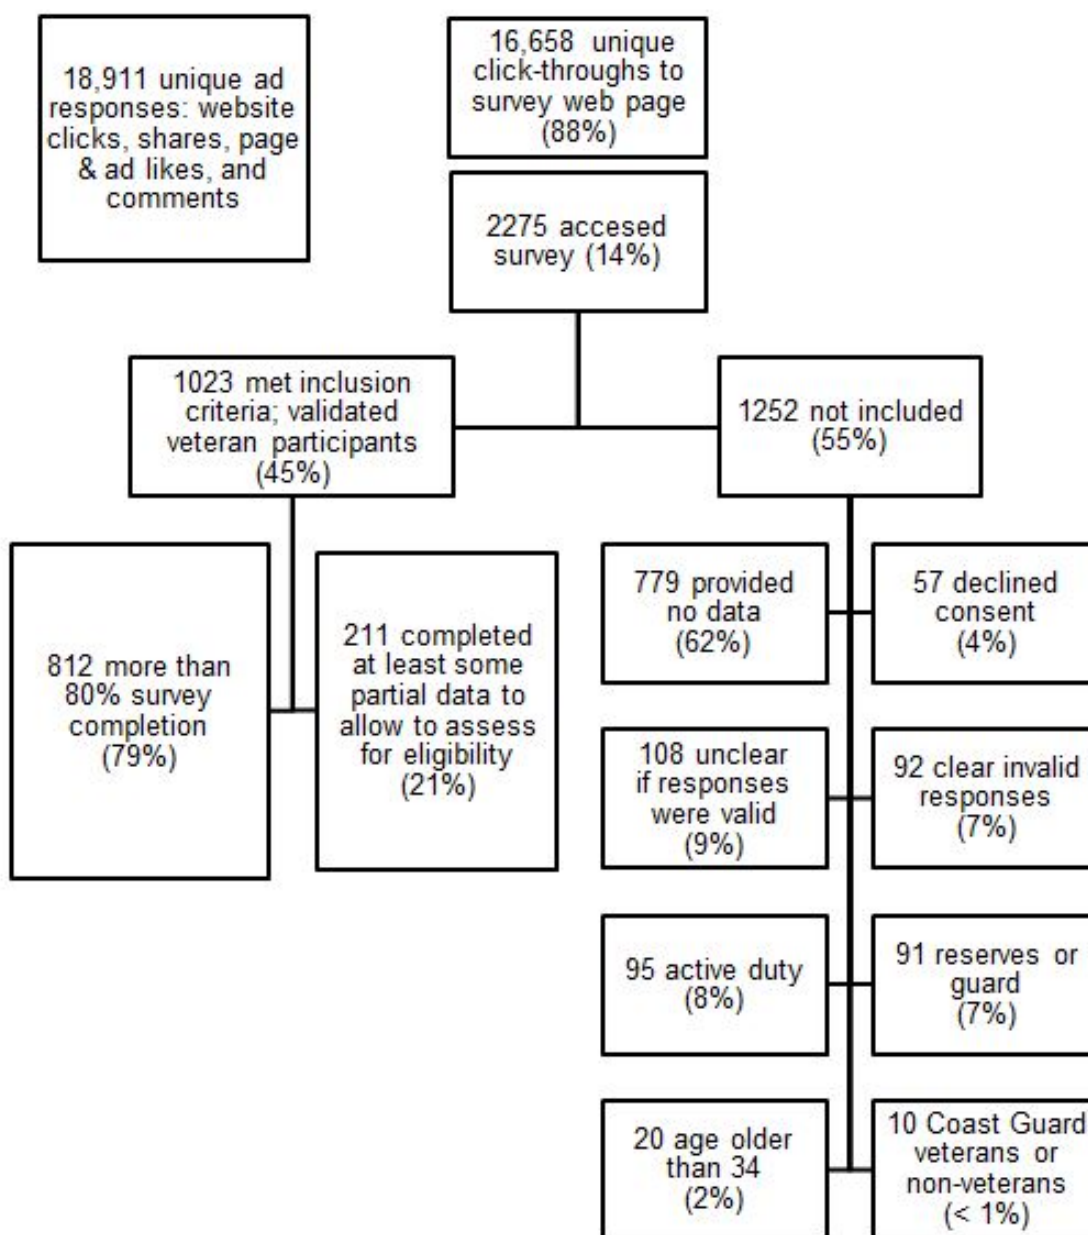 18,911 unique ad
responses: website
clicks, shares, page
& ad likes, and
comments
16,658 unique
click-throughs to
survey web page
(88%)
2275 accesed
survey (14%)
1023 met inclusion
criteria; validated
veteran participants
(45%)
1252 not included
(55%)
812 more than
80% survey
completion
(79%)
211 completed
at least some
partial data to
allow to assess
for eligibility
(21%)
779 provided
no data
(62%)
57 declined
consent
(4%)
108 unclear
if responses
were valid
(9%)
92 clear invalid
responses
(7%)
95 active duty
(8%)
91 reserves or
guard
(7%)
20 age older
than 34
(2%)
10 Coast Guard
veterans or
non-veterans
(< 1%)